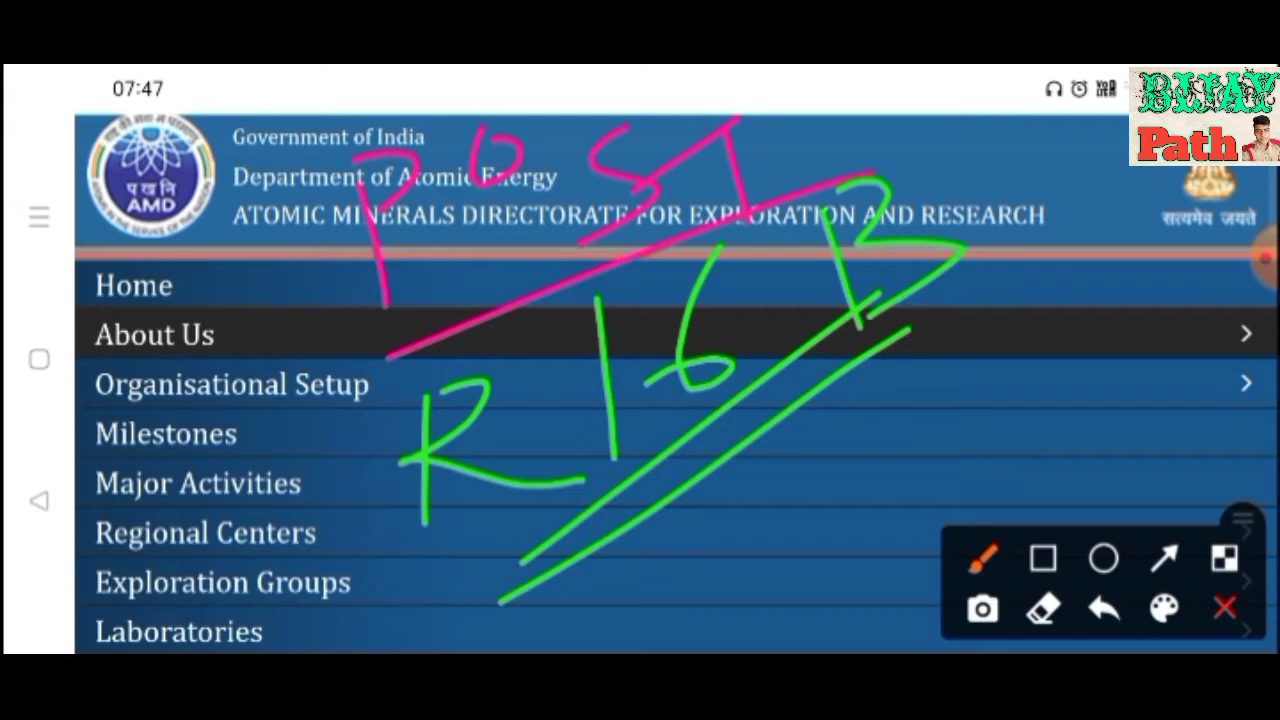 07:47
BIJAY
Path
Government of India
Department of Atomic Energy
ATOMIC MINERALS DIRECTORATE FOR EXPLORATION AND RESEARCH
प ख नि
AMD
सत्यमेव जयते
POST
R 16 B
Home
About Us
Organisational Setup
Milestones
Major Activities
Regional Centers
Exploration Groups
Laboratories